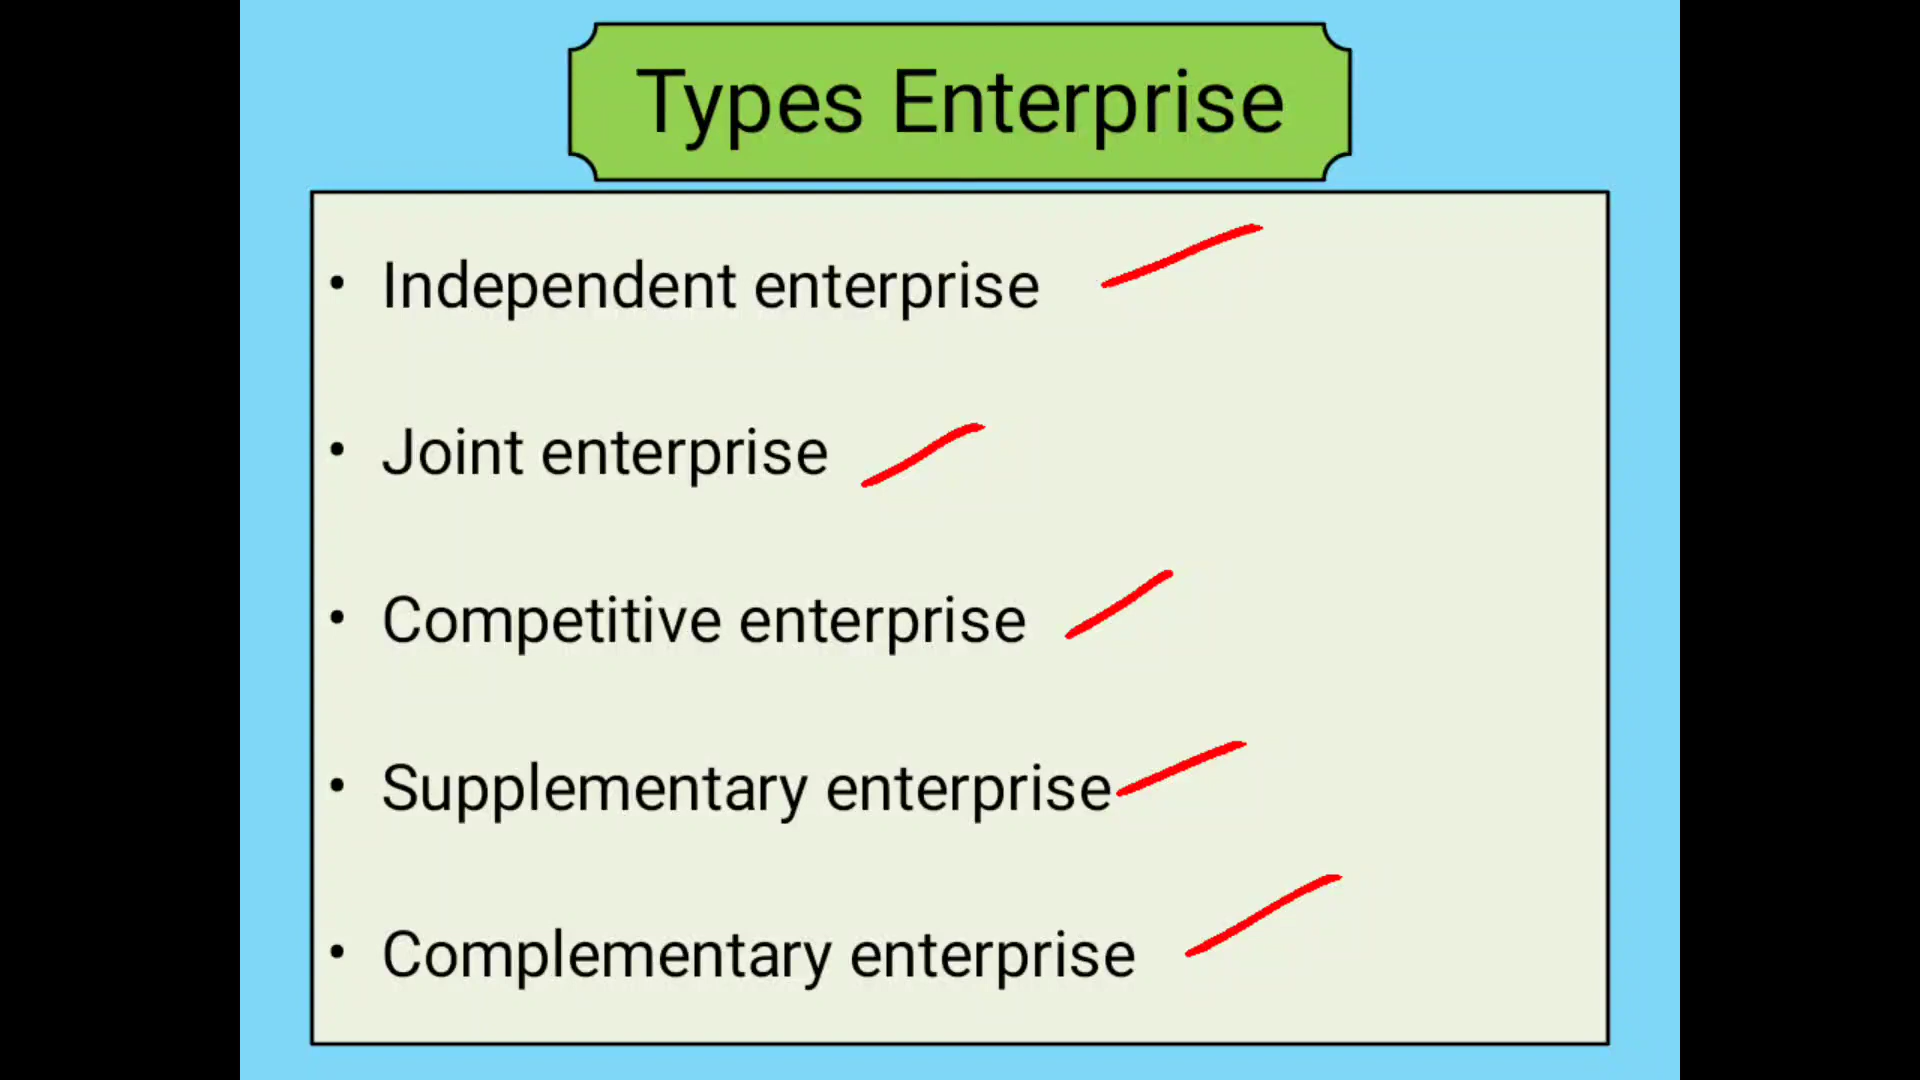 Types Enterprise
• Independent enterprise
• Joint enterprise
• Competitive enterprise
• Supplementary enterprise
• Complementary enterprise